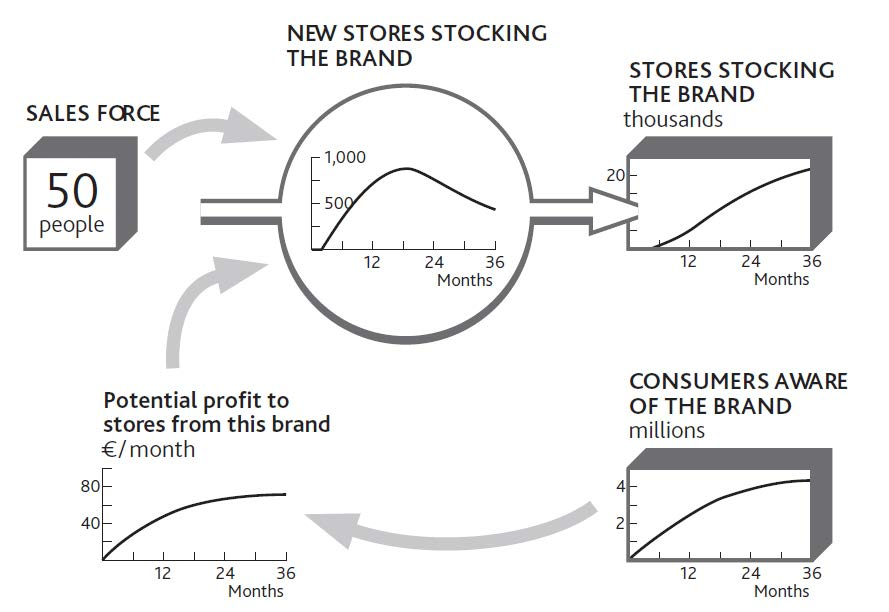 NEW STORES STOCKING
THE BRAND
STORES STOCKING
THE BRAND
thousands
SALES FORCE
50
people
1,000
500
12 24 36
Months
20
12 24 36
Months
Potential profit to
stores from this brand
€/month
80
40
12 24 36
Months
CONSUMERS AWARE
OF THE BRAND
millions
4
2
12 24 36
Months